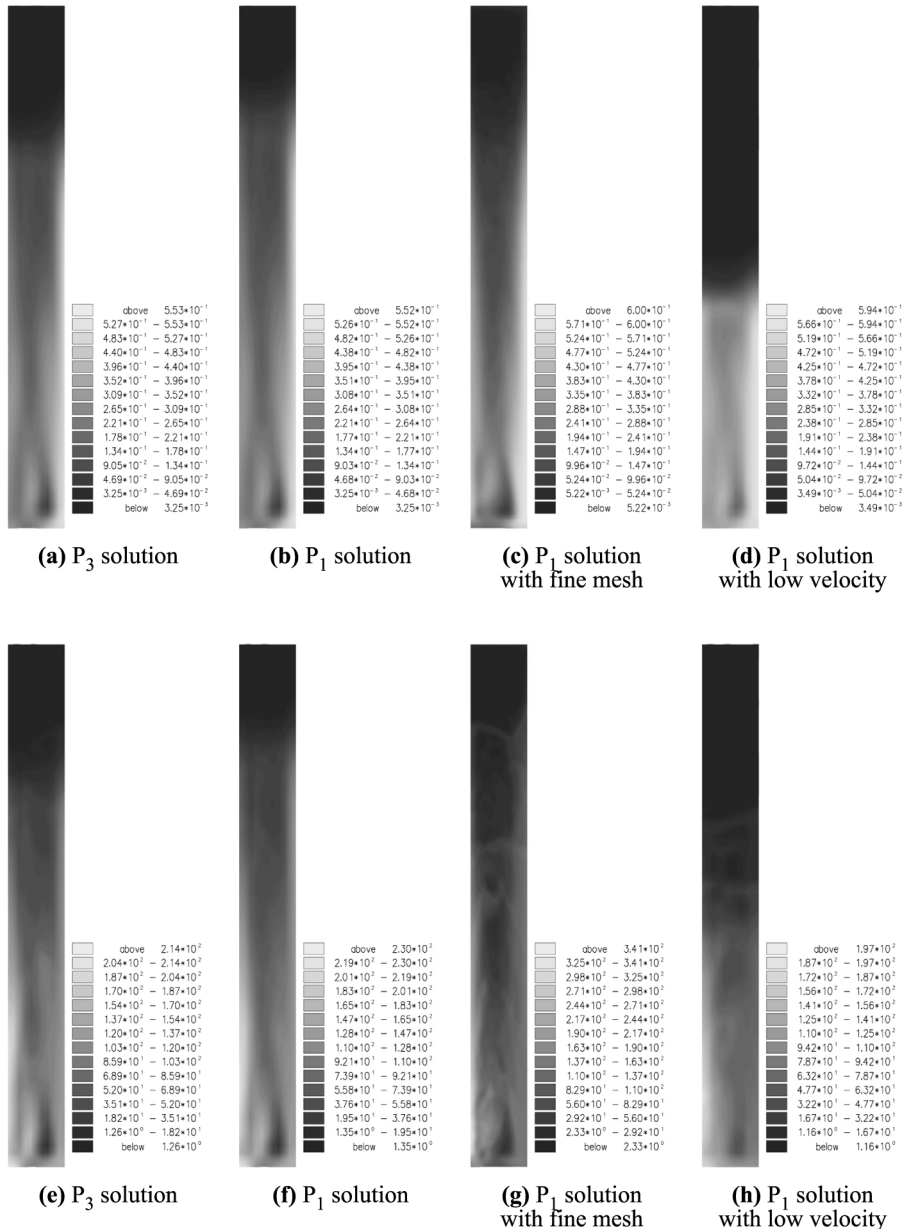 above 5.53*10⁻¹
5.27*10⁻¹ – 5.53*10⁻¹
4.83*10⁻¹ – 5.27*10⁻¹
4.40*10⁻¹ – 4.83*10⁻¹
3.96*10⁻¹ – 4.40*10⁻¹
3.52*10⁻¹ – 3.96*10⁻¹
3.09*10⁻¹ – 3.52*10⁻¹
2.65*10⁻¹ – 3.09*10⁻¹
2.21*10⁻¹ – 2.65*10⁻¹
1.78*10⁻¹ – 2.21*10⁻¹
1.34*10⁻¹ – 1.78*10⁻¹
9.05*10⁻² – 1.34*10⁻¹
4.69*10⁻² – 9.05*10⁻²
3.25*10⁻³ – 4.69*10⁻²
below 3.25*10⁻³
(a) P₃ solution
above 5.52*10⁻¹
5.26*10⁻¹ – 5.52*10⁻¹
4.82*10⁻¹ – 5.26*10⁻¹
4.38*10⁻¹ – 4.82*10⁻¹
3.95*10⁻¹ – 4.38*10⁻¹
3.51*10⁻¹ – 3.95*10⁻¹
3.08*10⁻¹ – 3.51*10⁻¹
2.64*10⁻¹ – 3.08*10⁻¹
2.21*10⁻¹ – 2.64*10⁻¹
1.77*10⁻¹ – 2.21*10⁻¹
1.34*10⁻¹ – 1.77*10⁻¹
9.03*10⁻² – 1.34*10⁻¹
4.68*10⁻² – 9.03*10⁻²
3.25*10⁻³ – 4.68*10⁻²
below 3.25*10⁻³
(b) P₁ solution
above 6.00*10⁻¹
5.71*10⁻¹ – 6.00*10⁻¹
5.24*10⁻¹ – 5.71*10⁻¹
4.77*10⁻¹ – 5.24*10⁻¹
4.30*10⁻¹ – 4.77*10⁻¹
3.83*10⁻¹ – 4.30*10⁻¹
3.35*10⁻¹ – 3.83*10⁻¹
2.88*10⁻¹ – 3.35*10⁻¹
2.41*10⁻¹ – 2.88*10⁻¹
1.94*10⁻¹ – 2.41*10⁻¹
1.47*10⁻¹ – 1.94*10⁻¹
9.96*10⁻² – 1.47*10⁻¹
5.24*10⁻² – 9.96*10⁻²
5.22*10⁻³ – 5.24*10⁻²
below 5.22*10⁻³
(c) P₁ solution
with fine mesh
above 5.94*10⁻¹
5.66*10⁻¹ – 5.94*10⁻¹
5.19*10⁻¹ – 5.66*10⁻¹
4.72*10⁻¹ – 5.19*10⁻¹
4.25*10⁻¹ – 4.72*10⁻¹
3.78*10⁻¹ – 4.25*10⁻¹
3.32*10⁻¹ – 3.78*10⁻¹
2.85*10⁻¹ – 3.32*10⁻¹
2.38*10⁻¹ – 2.85*10⁻¹
1.91*10⁻¹ – 2.38*10⁻¹
1.44*10⁻¹ – 1.91*10⁻¹
9.72*10⁻² – 1.44*10⁻¹
5.04*10⁻² – 9.72*10⁻²
3.49*10⁻³ – 5.04*10⁻²
below 3.49*10⁻³
(d) P₁ solution
with low velocity
above 2.14*10²
2.04*10² – 2.14*10²
1.87*10² – 2.04*10²
1.70*10² – 1.87*10²
1.54*10² – 1.70*10²
1.37*10² – 1.54*10²
1.20*10² – 1.37*10²
1.03*10² – 1.20*10²
8.59*10¹ – 1.03*10²
6.89*10¹ – 8.59*10¹
5.20*10¹ – 6.89*10¹
3.51*10¹ – 5.20*10¹
1.82*10¹ – 3.51*10¹
1.26*10⁰ – 1.82*10¹
below 1.26*10⁰
(e) P₃ solution
above 2.30*10²
2.19*10² – 2.30*10²
2.01*10² – 2.19*10²
1.83*10² – 2.01*10²
1.65*10² – 1.83*10²
1.47*10² – 1.65*10²
1.28*10² – 1.47*10²
1.10*10² – 1.28*10²
9.21*10¹ – 1.10*10²
7.39*10¹ – 9.21*10¹
5.58*10¹ – 7.39*10¹
3.76*10¹ – 5.58*10¹
1.95*10¹ – 3.76*10¹
1.35*10⁰ – 1.95*10¹
below 1.35*10⁰
(f) P₁ solution
above 3.41*10²
3.25*10² – 3.41*10²
2.98*10² – 3.25*10²
2.71*10² – 2.98*10²
2.44*10² – 2.71*10²
2.17*10² – 2.44*10²
1.90*10² – 2.17*10²
1.63*10² – 1.90*10²
1.37*10² – 1.63*10²
1.10*10² – 1.37*10²
8.29*10¹ – 1.10*10²
5.60*10¹ – 8.29*10¹
2.92*10¹ – 5.60*10¹
2.33*10⁰ – 2.92*10¹
below 2.33*10⁰
(g) P₁ solution
with fine mesh
above 1.97*10²
1.87*10² – 1.97*10²
1.72*10² – 1.87*10²
1.56*10² – 1.72*10²
1.41*10² – 1.56*10²
1.25*10² – 1.41*10²
1.10*10² – 1.25*10²
9.42*10¹ – 1.10*10²
7.87*10¹ – 9.42*10¹
6.32*10¹ – 7.87*10¹
4.77*10¹ – 6.32*10¹
3.22*10¹ – 4.77*10¹
1.67*10¹ – 3.22*10¹
1.16*10⁰ – 1.67*10¹
below 1.16*10⁰
(h) P₁ solution
with low velocity